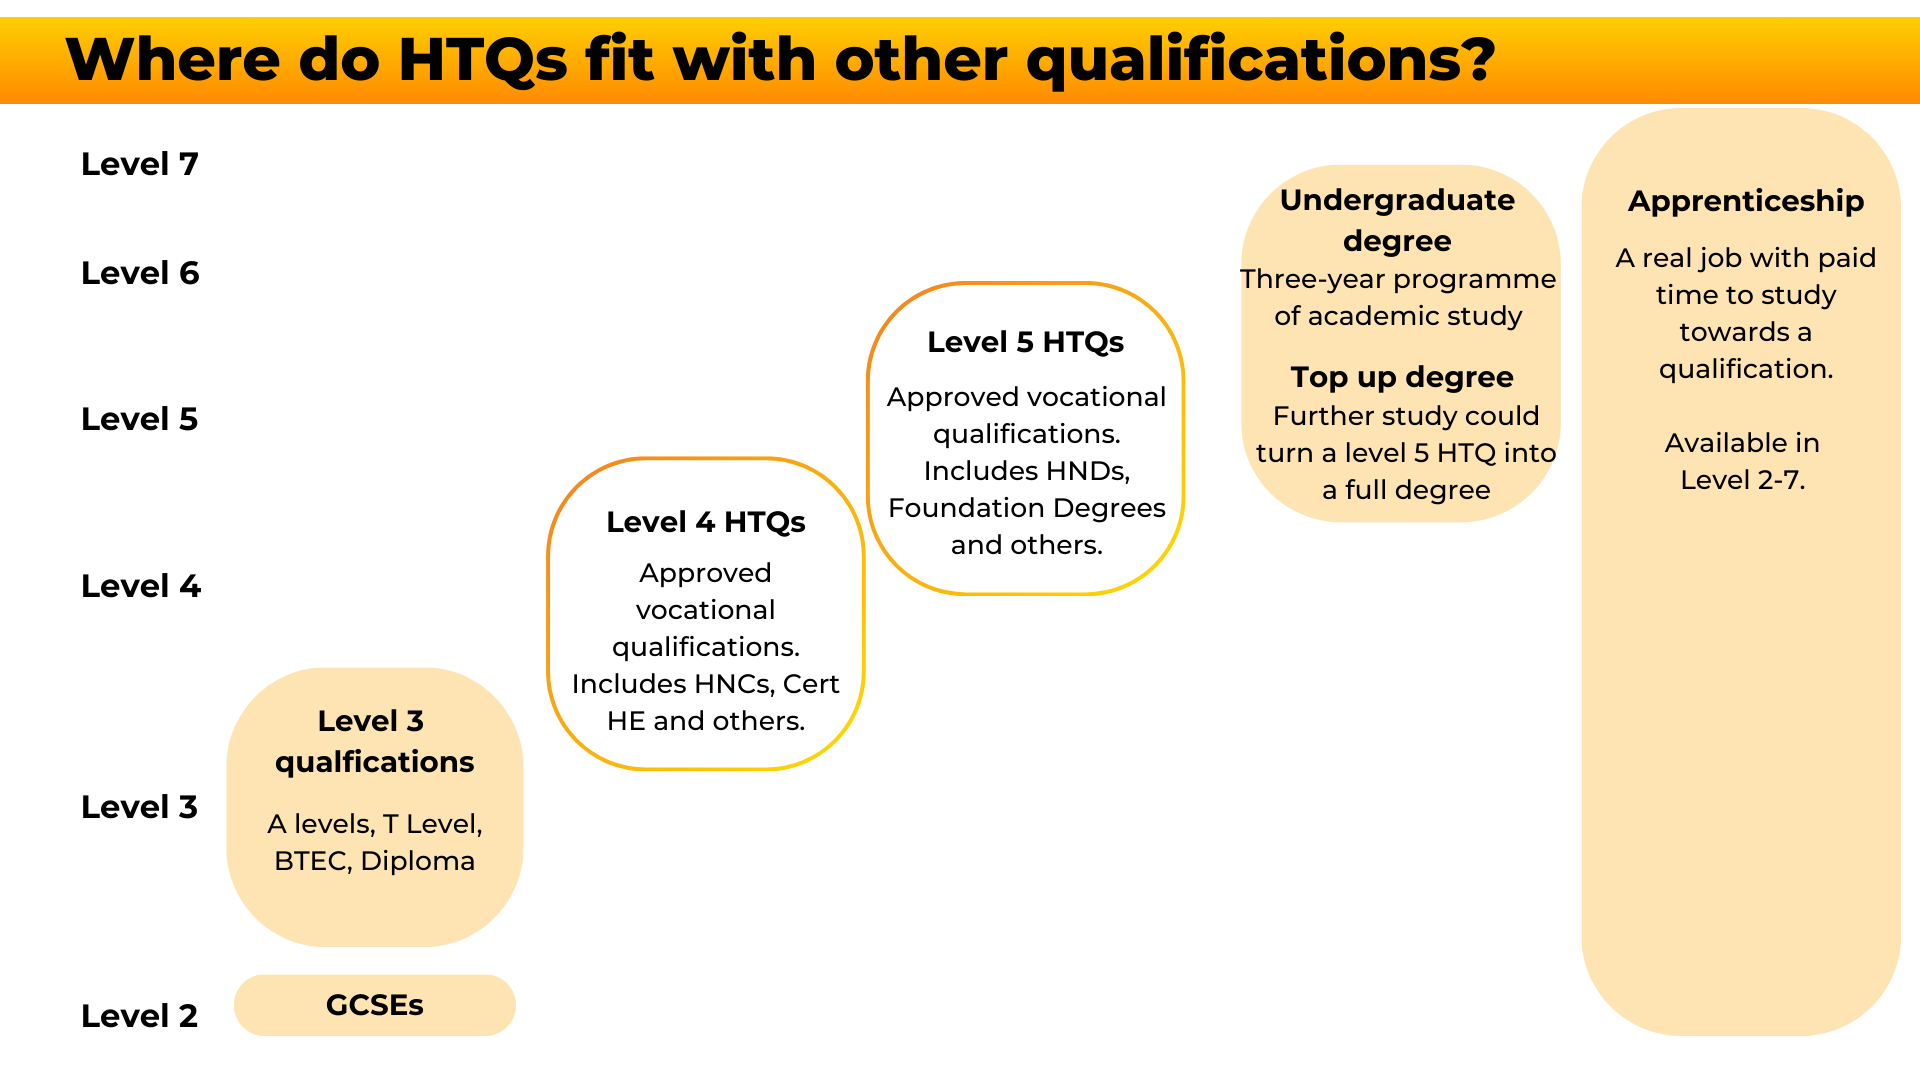 Where do HTQs fit with other qualifications?
Level 7
Level 6
Level 5
Level 4
Level 3
Level 2
Level 3
qualfications
A levels, T Level,
BTEC, Diploma
GCSEs
Level 4 HTQs
Approved
vocational
qualifications.
Includes HNCs, Cert
HE and others.
Level 5 HTQs
Approved vocational
qualifications.
Includes HNDs,
Foundation Degrees
and others.
Undergraduate
degree
Three-year programme
of academic study
Top up degree
Further study could
turn a level 5 HTQ into
a full degree
Apprenticeship
A real job with paid
time to study
towards a
qualification.
Available in
Level 2-7.